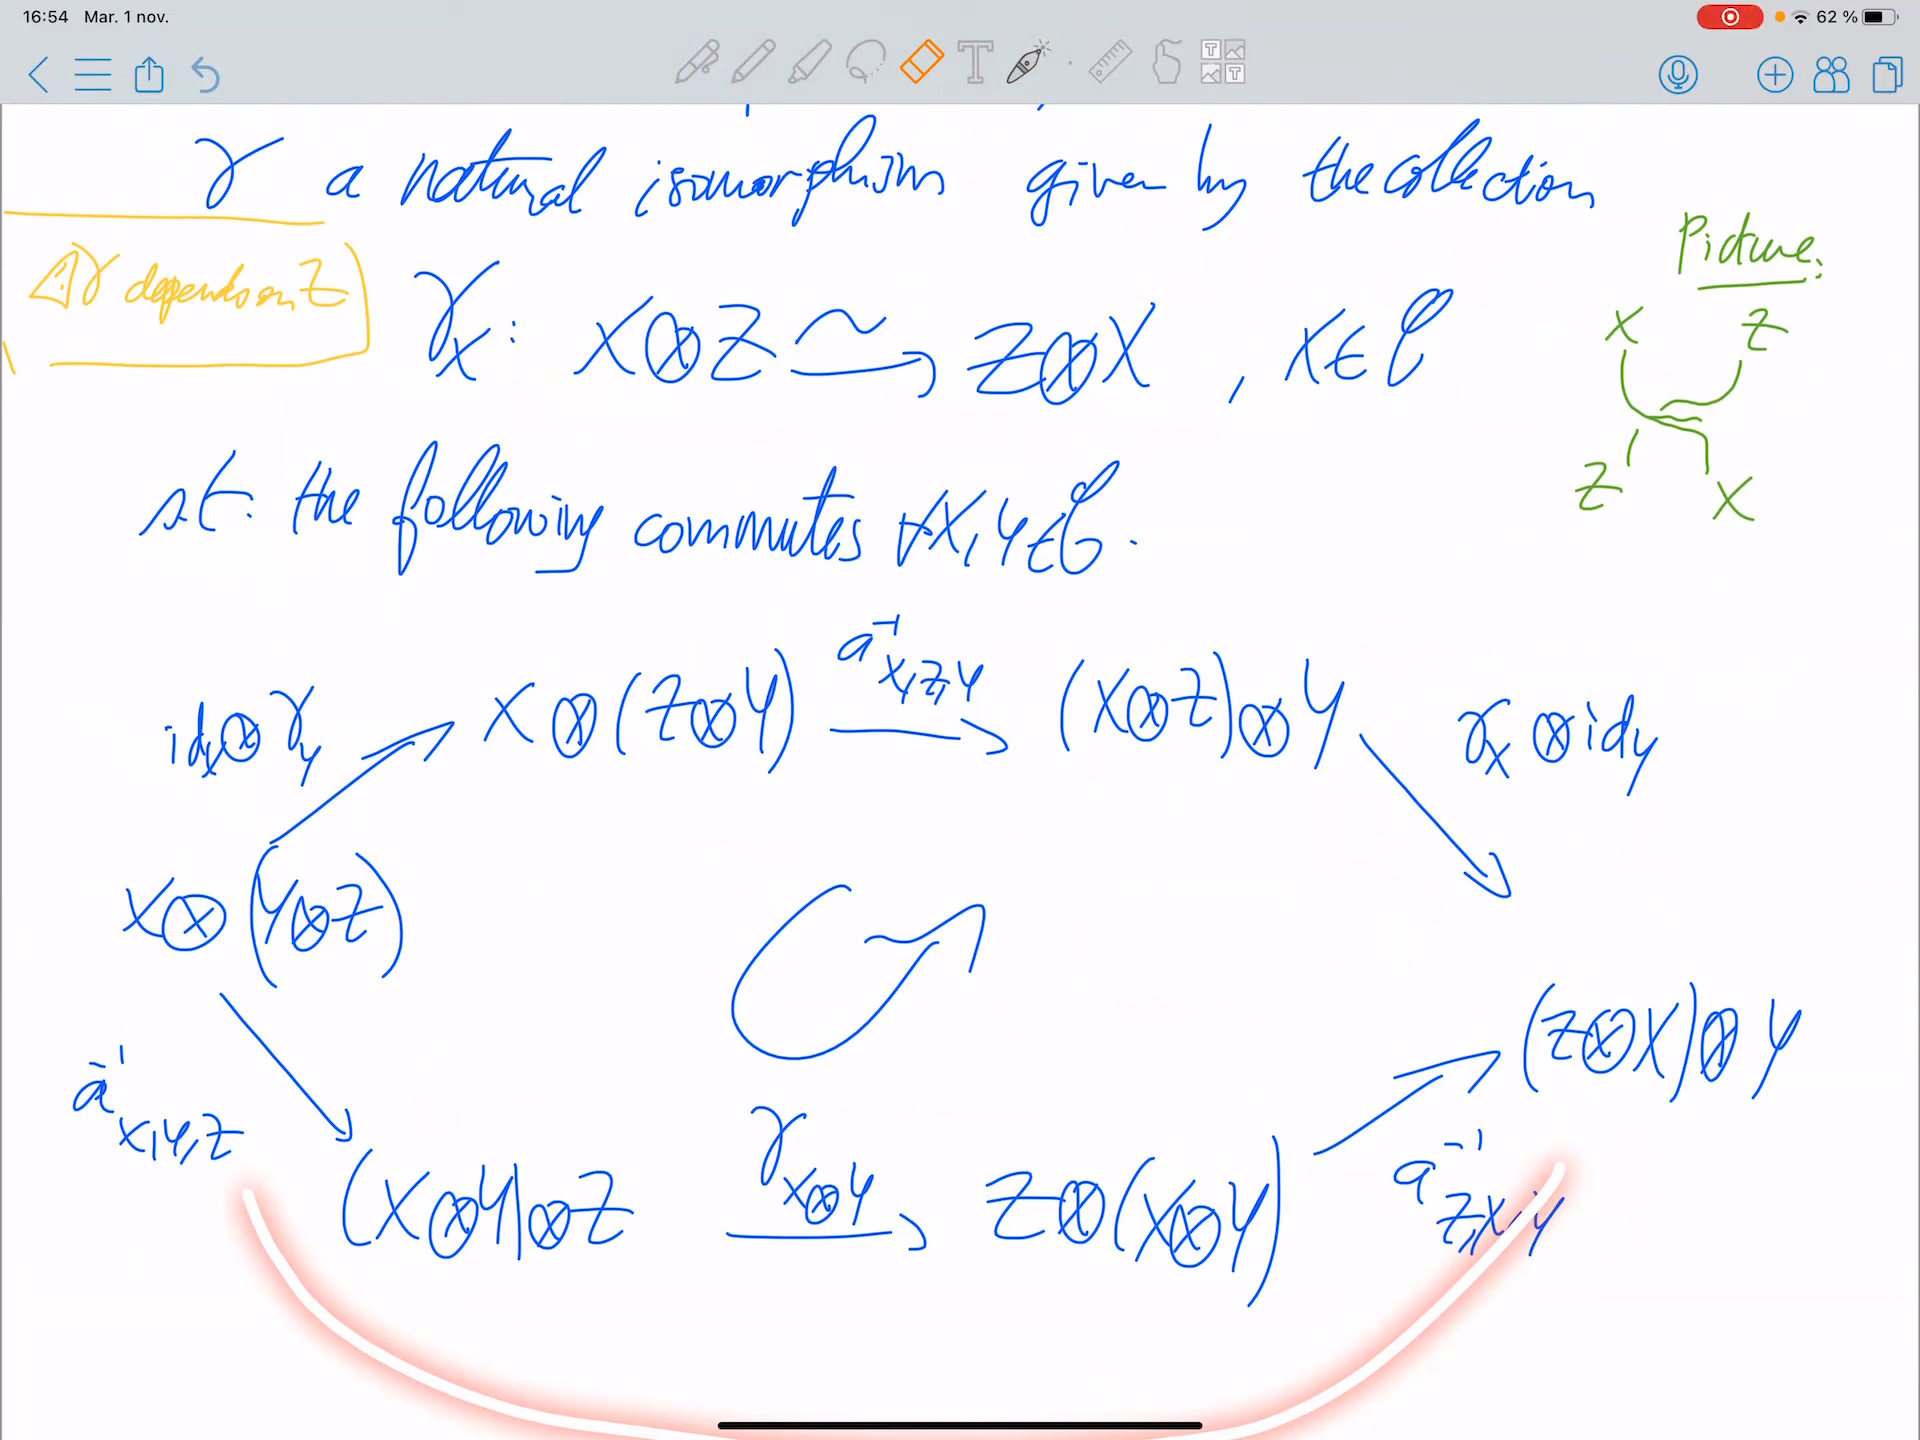 16:54 Mar. 1 nov. 62 %
γ a natural isomorphism given by the collection
Picture:
⚠ γ depends on Z
γ_X : X⊗Z ⥲ Z⊗X , X∈𝒞
X Z
Z X
s.t. the following commutes ∀X,Y∈𝒞.
id_X⊗γ_Y X⊗(Z⊗Y) a⁻¹_{X,Z,Y} → (X⊗Z)⊗Y γ_X⊗id_Y
X⊗(Y⊗Z)
(Z⊗X)⊗Y
a⁻¹_{X,Y,Z}
(X⊗Y)⊗Z γ_{X⊗Y} → Z⊗(X⊗Y) a⁻¹_{Z,X,Y}